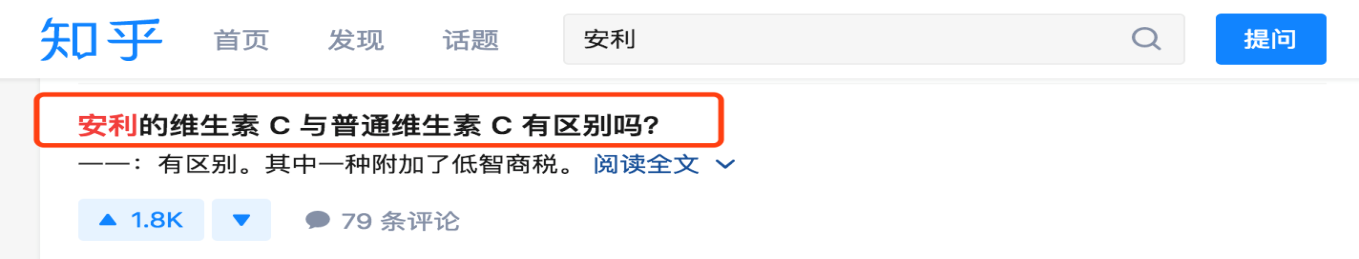 知乎 首页 发现 话题 安利 提问
安利的维生素 C 与普通维生素 C 有区别吗?
一一：有区别。其中一种附加了低智商税。 阅读全文
1.8K 79 条评论